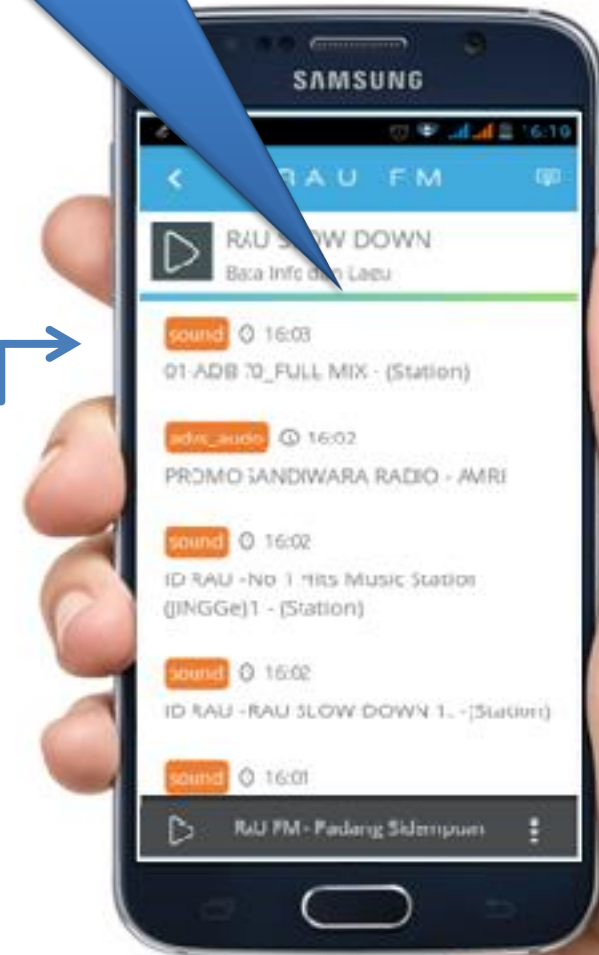 SAMSUNG
16:19
RAU FM
RAU SLOW DOWN
Baca Info dan Lagu
sound 16:03
01 ADB 70_FULL MIX - (Station)
16:02
PROMO SANDIWARA RADIO - AMRI
sound 16:02
ID RAU -No 1 Hits Music Station
(JINGGe)1 - (Station)
sound 16:02
ID RAU -RAU SLOW DOWN 1. - (Station)
sound 16:01
RAU FM - Padang Sidempuan